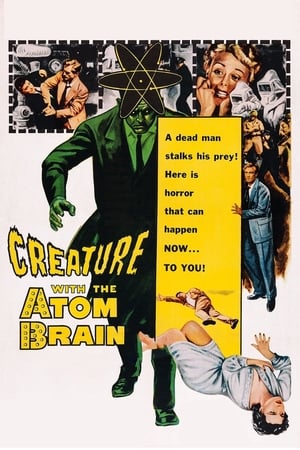 A dead man
stalks his prey!
Here is
horror
that can
happen
NOW...
TO YOU!
CREATURE
WITH THE
ATOM
BRAIN